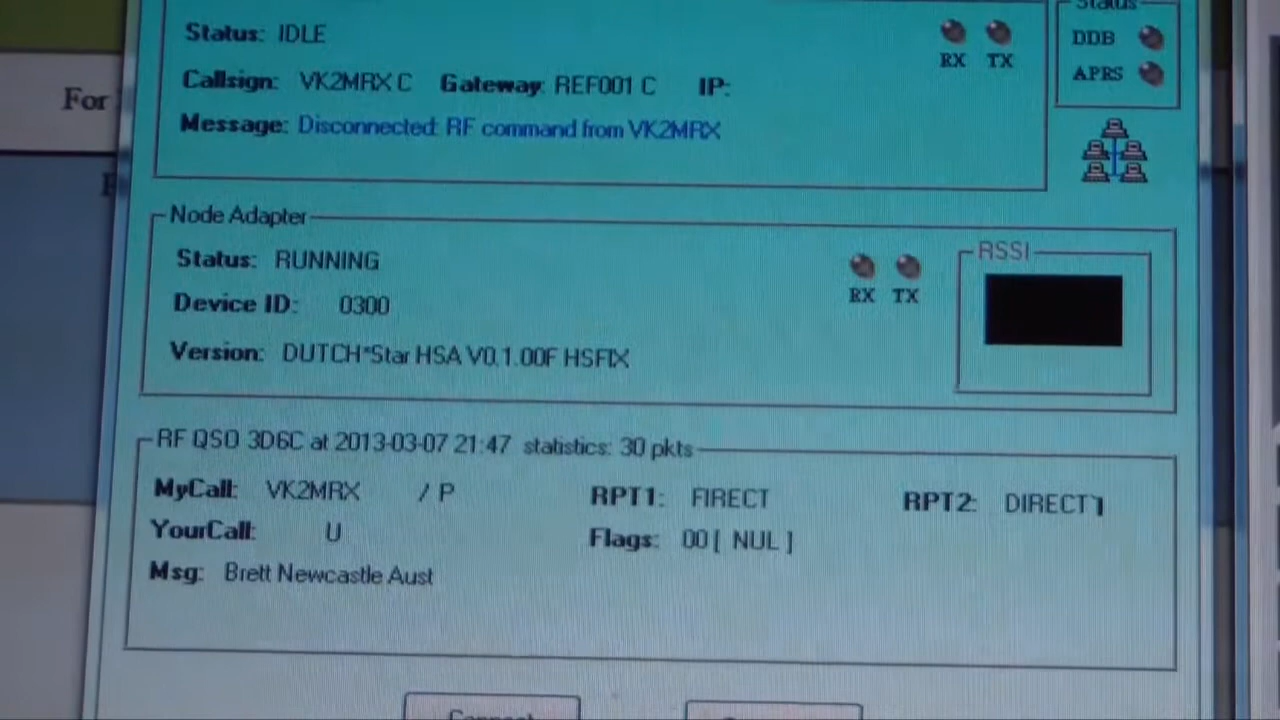 Status
Status: IDLE
RX TX
DDB
APRS
Callsign: VK2MRX C Gateway: REF001 C IP:
For
Message: Disconnected: RF command from VK2MRX
Node Adapter
Status: RUNNING
RX TX
RSSI
Device ID: 0300
Version: DUTCH*Star HSA V0.1.00F HSFIX
RF QSO 3D6C at 2013-03-07 21:47 statistics: 30 pkts
MyCall: VK2MRX / P RPT1: FIRECT RPT2: DIRECT1
YourCall: U Flags: 00 [ NUL ]
Msg: Brett Newcastle Aust
Connect